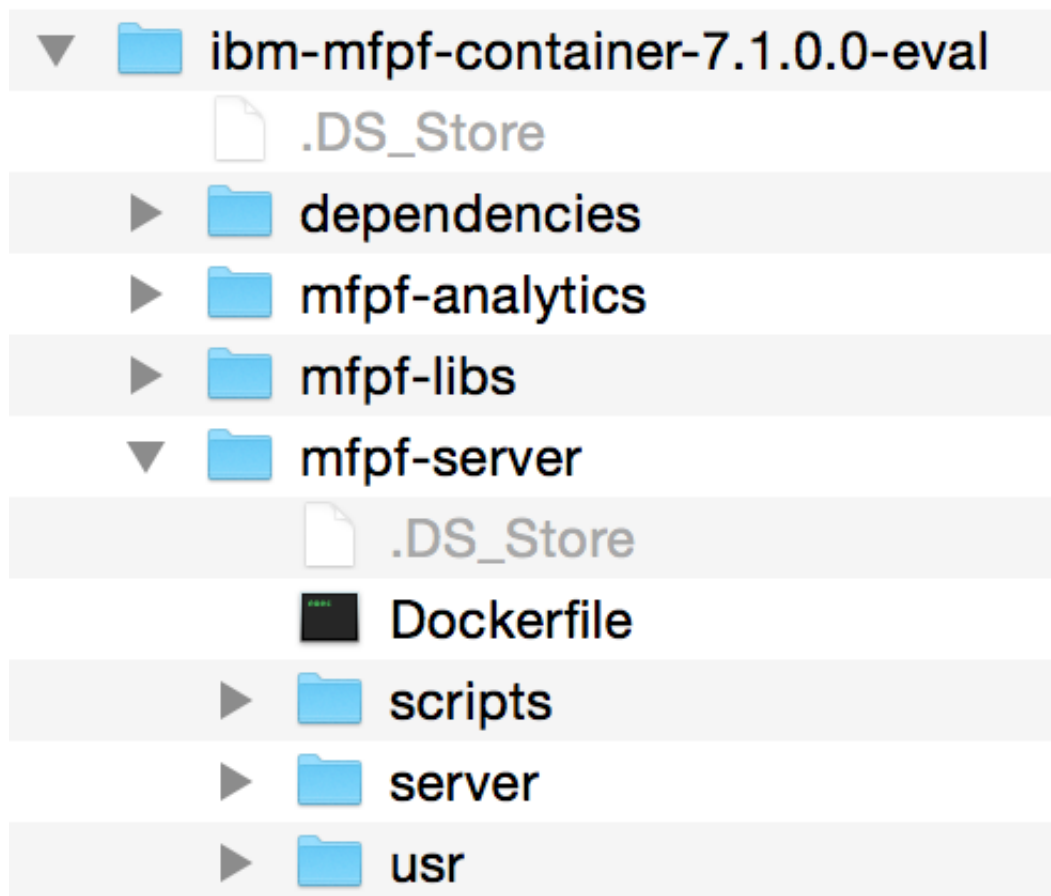 ibm-mfpf-container-7.1.0.0-eval
.DS_Store
dependencies
mfpf-analytics
mfpf-libs
mfpf-server
.DS_Store
Dockerfile
scripts
server
usr